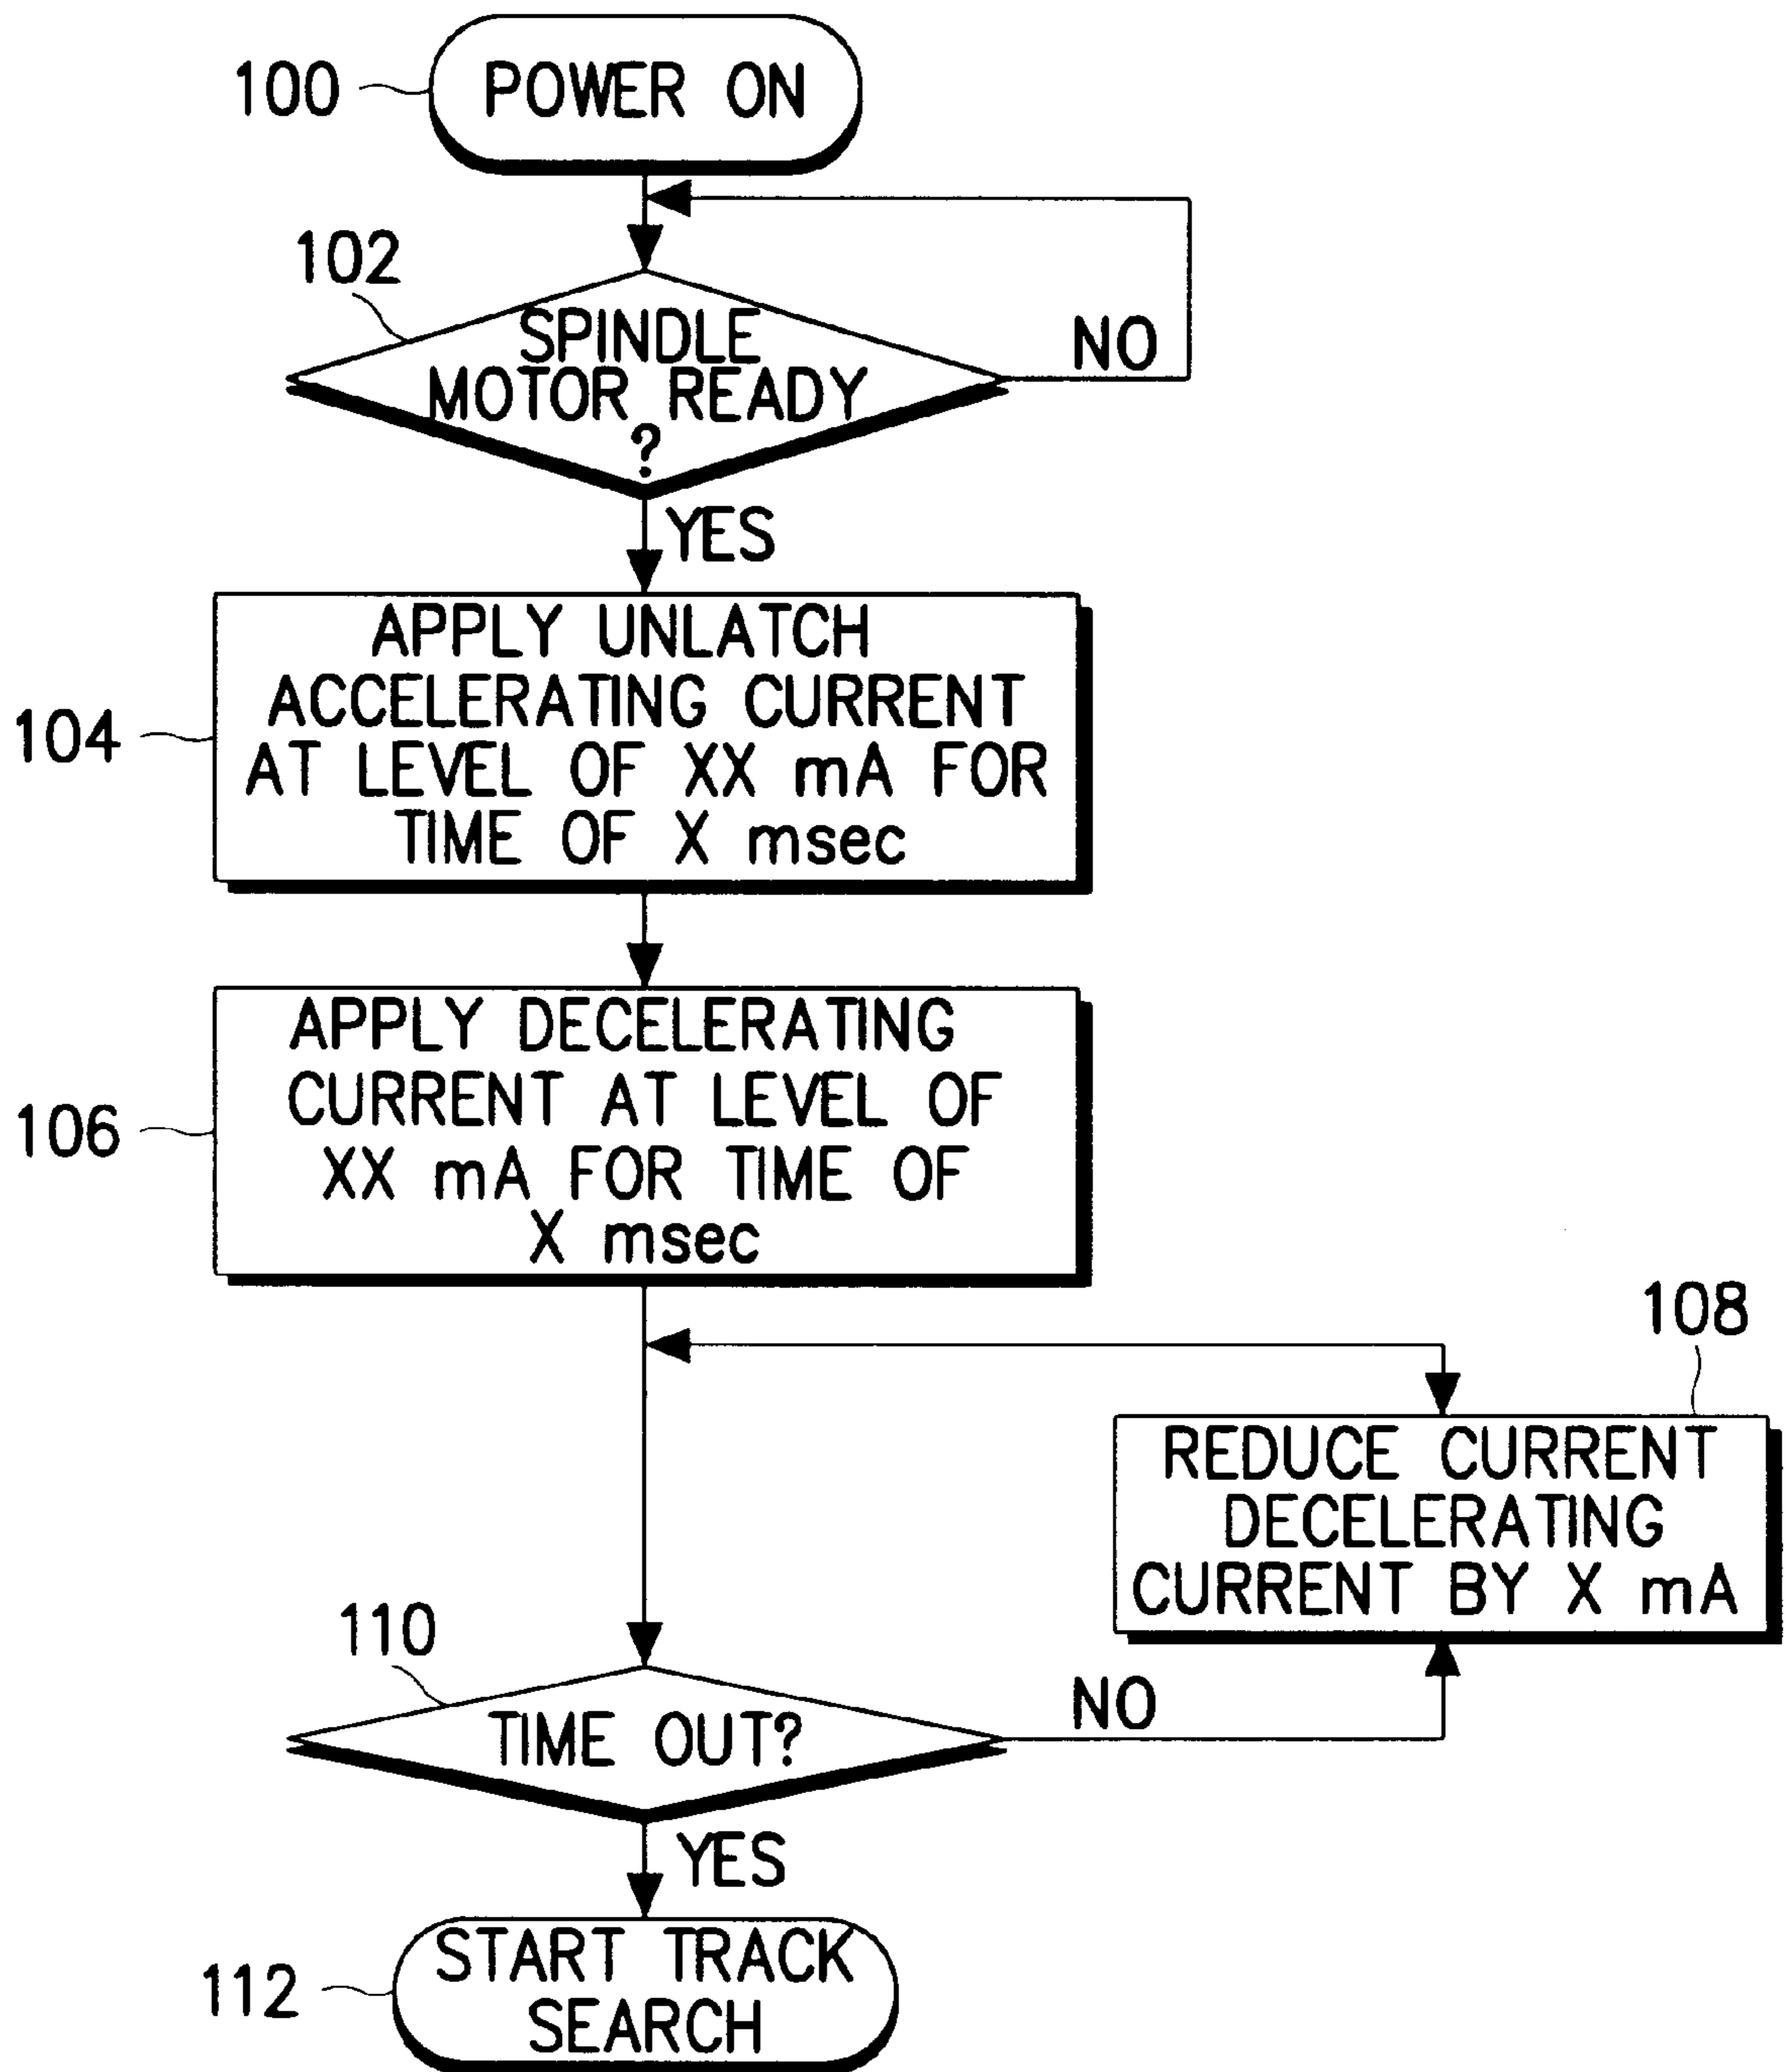 100
POWER ON
102
SPINDLE
MOTOR READY
?
NO
YES
104
APPLY UNLATCH
ACCELERATING CURRENT
AT LEVEL OF XX mA FOR
TIME OF X msec
106
APPLY DECELERATING
CURRENT AT LEVEL OF
XX mA FOR TIME OF
X msec
108
REDUCE CURRENT
DECELERATING
CURRENT BY X mA
110
TIME OUT?
NO
YES
112
START TRACK
SEARCH